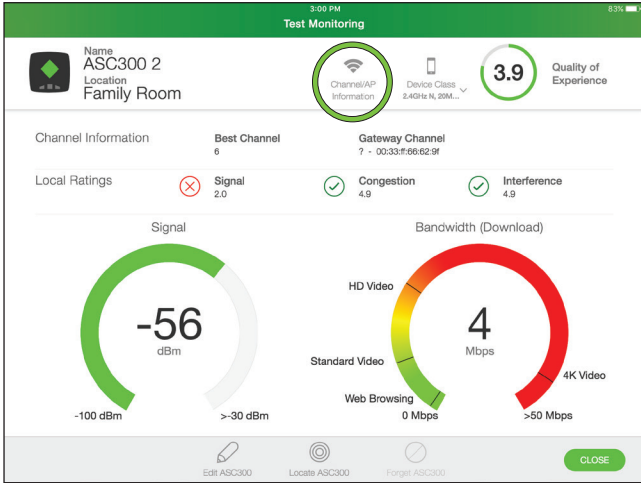 3:00 PM
83%
Test Monitoring
Name
ASC300 2
Location
Family Room
Channel/AP
Information
Device Class
2.4GHz N, 20M...
3.9
Quality of
Experience
Channel Information
Best Channel
6
Gateway Channel
? - 00:33:ff:66:62:9f
Local Ratings
Signal
2.0
Congestion
4.9
Interference
4.9
Signal
-56
dBm
-100 dBm
>-30 dBm
Bandwidth (Download)
HD Video
4
Mbps
Standard Video
4K Video
Web Browsing
0 Mbps
>50 Mbps
Edit ASC300
Locate ASC300
Forget ASC300
CLOSE